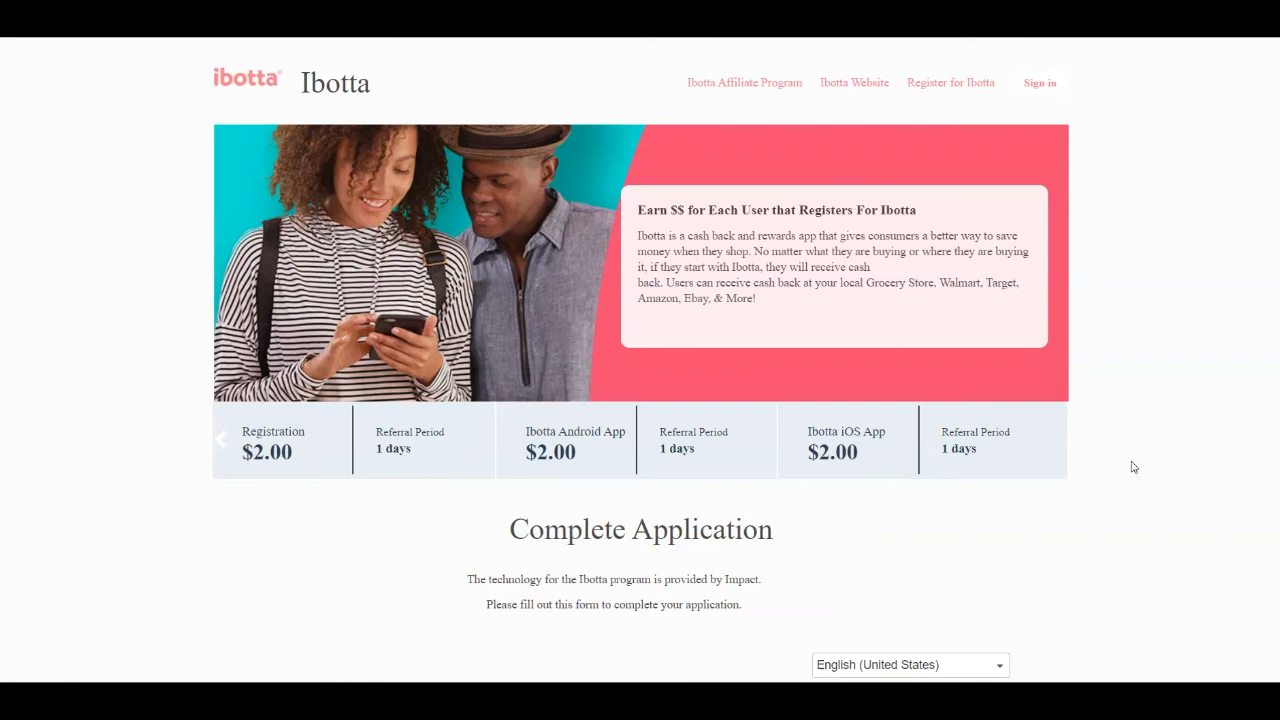 ibotta®
Ibotta
Ibotta Affiliate Program
Ibotta Website
Register for Ibotta
Sign in
Earn $$ for Each User that Registers For Ibotta
Ibotta is a cash back and rewards app that gives consumers a better way to save
money when they shop. No matter what they are buying or where they are buying
it, if they start with Ibotta, they will receive cash
back. Users can receive cash back at your local Grocery Store, Walmart, Target,
Amazon, Ebay, & More!
Registration
$2.00
Referral Period
1 days
Ibotta Android App
$2.00
Referral Period
1 days
Ibotta iOS App
$2.00
Referral Period
1 days
Complete Application
The technology for the Ibotta program is provided by Impact.
Please fill out this form to complete your application.
English (United States)